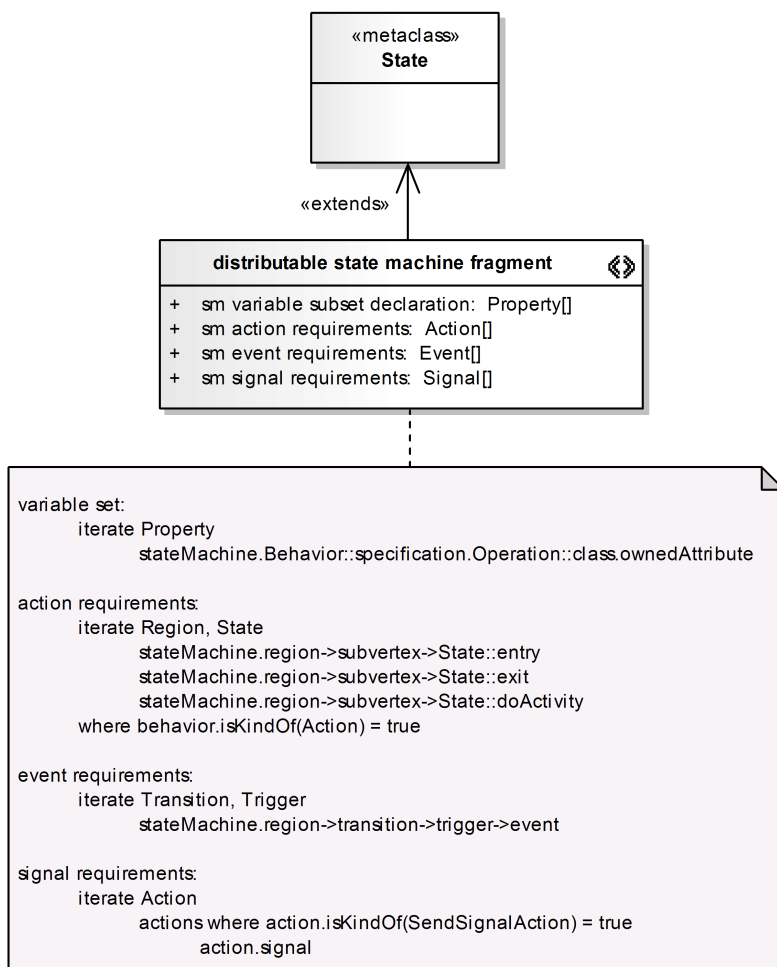 «metaclass»
State
«extends»
distributable state machine fragment
+ sm variable subset declaration: Property[]
+ sm action requirements: Action[]
+ sm event requirements: Event[]
+ sm signal requirements: Signal[]
variable set:
iterate Property
stateMachine.Behavior::specification.Operation::class.ownedAttribute
action requirements:
iterate Region, State
stateMachine.region->subvertex->State::entry
stateMachine.region->subvertex->State::exit
stateMachine.region->subvertex->State::doActivity
where behavior.isKindOf(Action) = true
event requirements:
iterate Transition, Trigger
stateMachine.region->transition->trigger->event
signal requirements:
iterate Action
actions where action.isKindOf(SendSignalAction) = true
action.signal